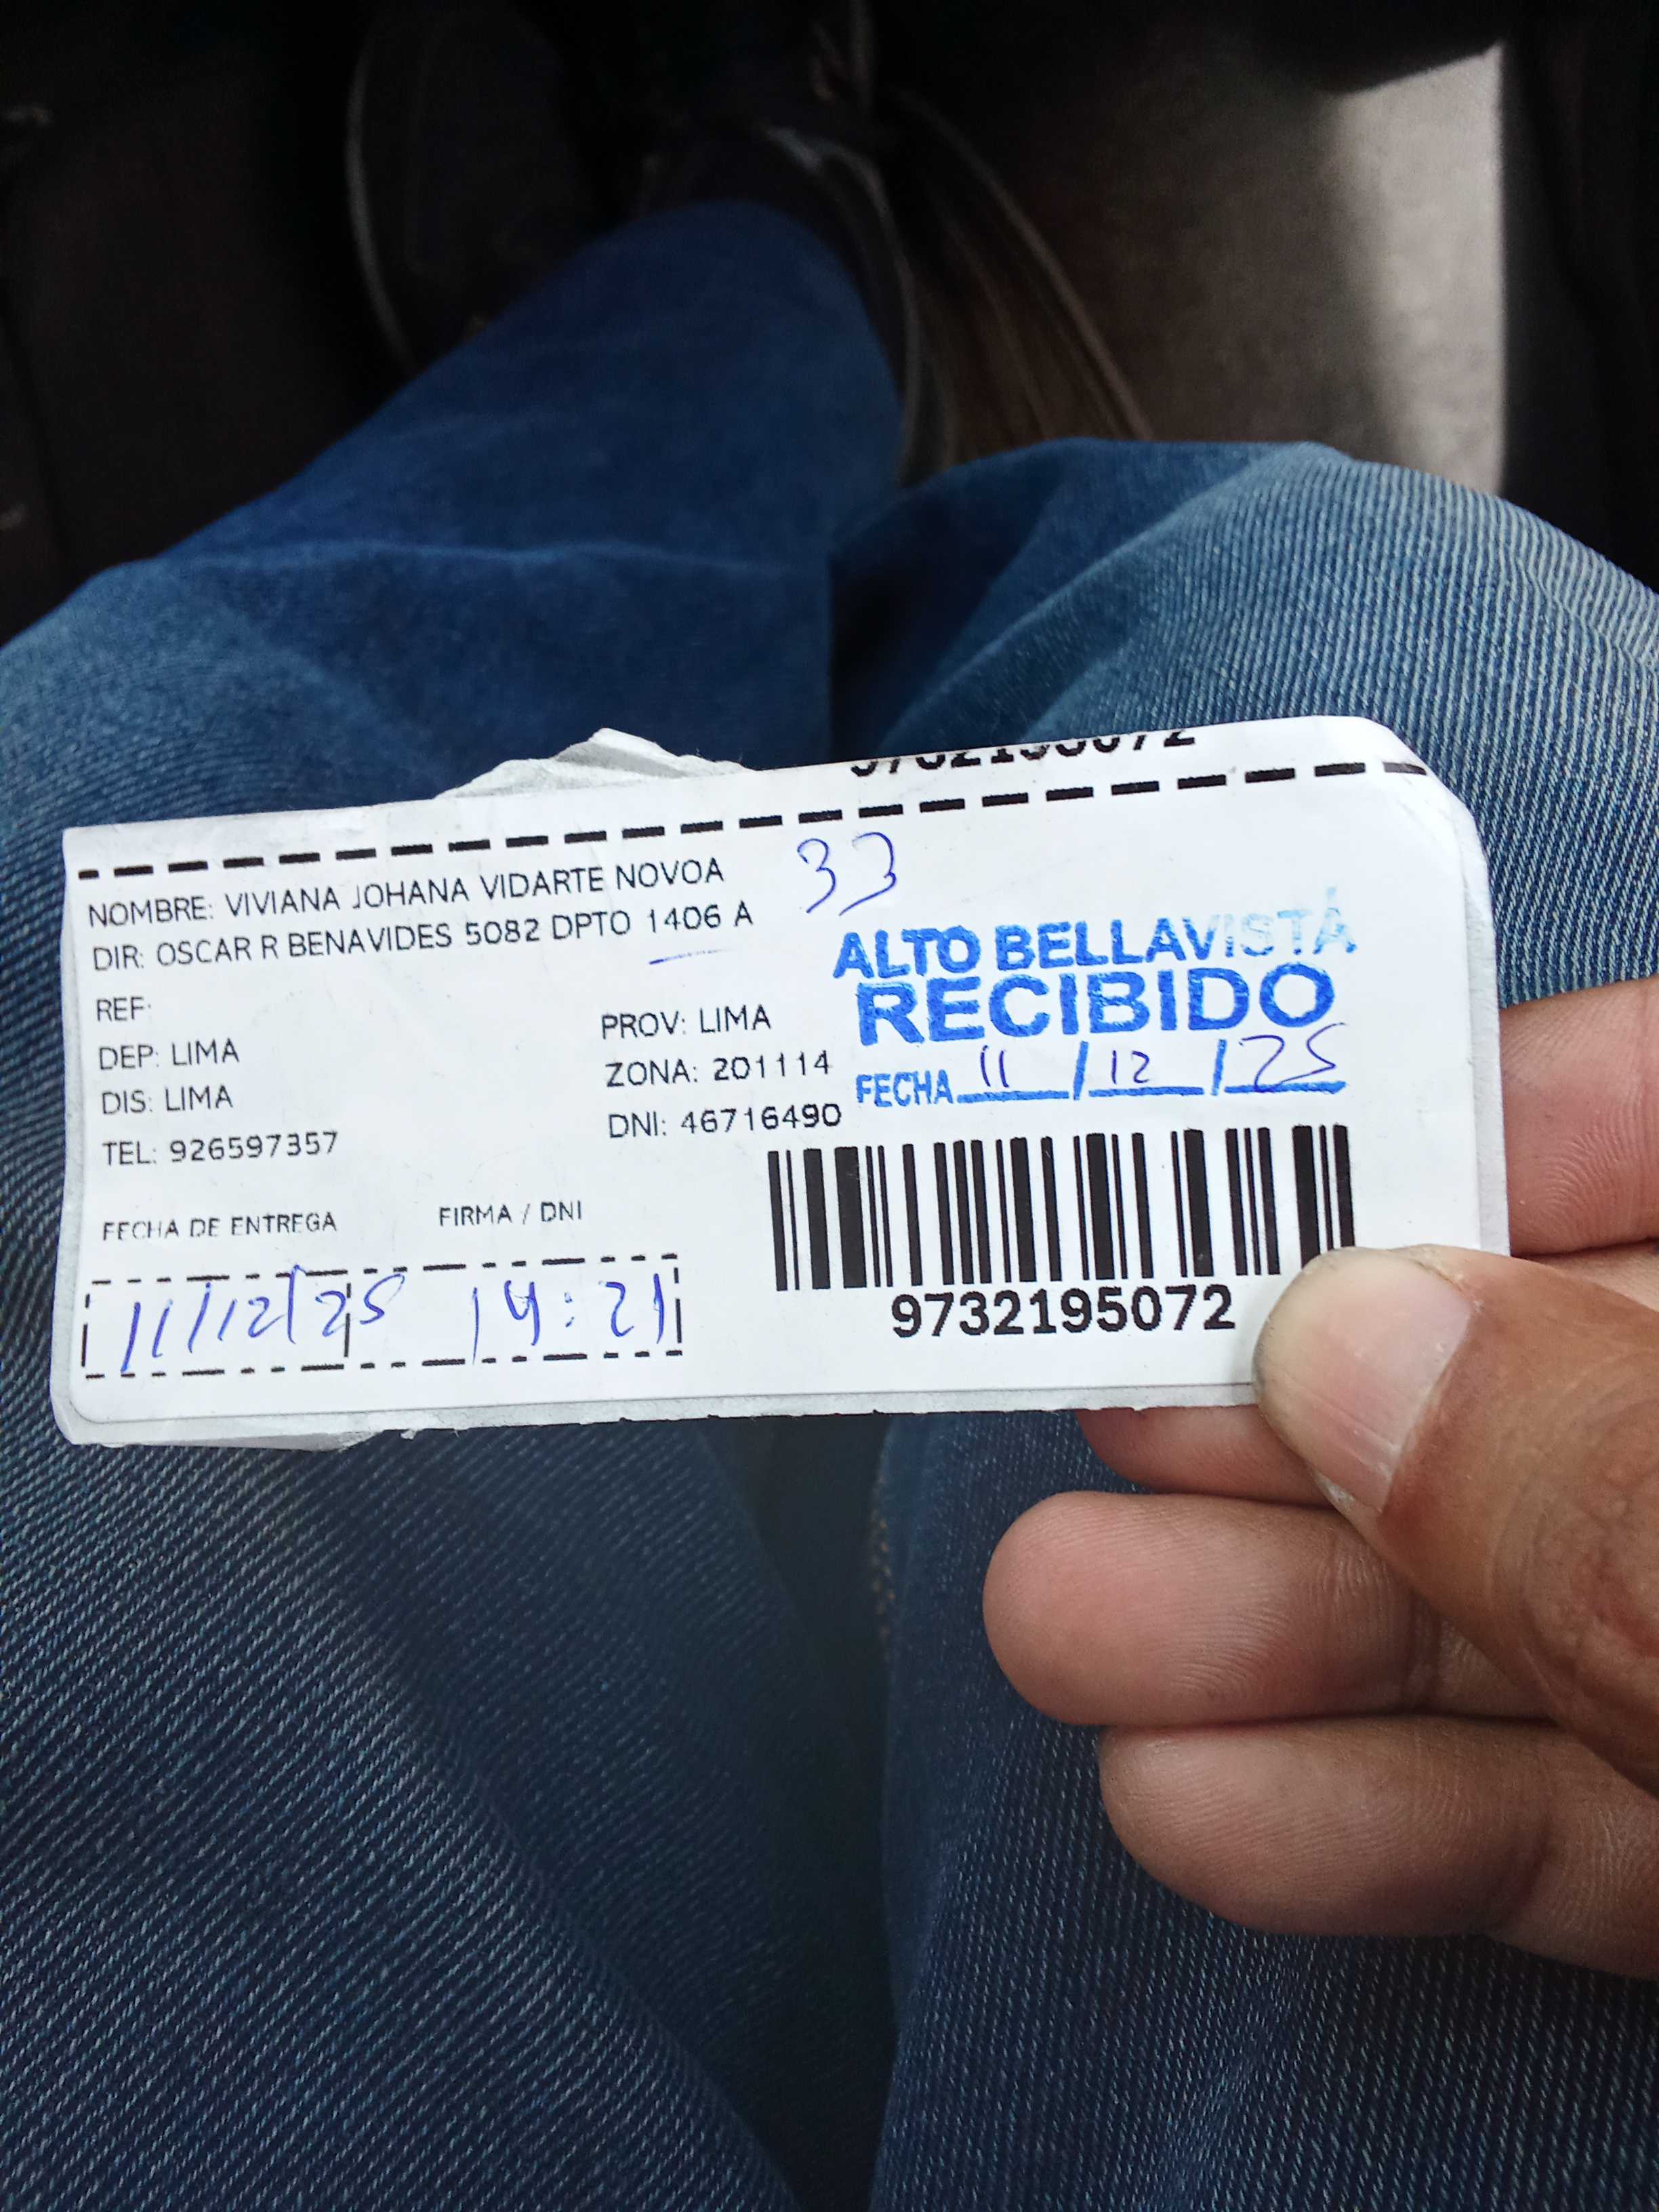 NOMBRE: VIVIANA JOHANA VIDARTE NOVOA
33
DIR: OSCAR R BENAVIDES 5082 DPTO 1406 A
ALTO BELLAVISTA
RECIBIDO
FECHA 11/12/25
REF:
DEP: LIMA
PROV: LIMA
DIS: LIMA
ZONA: 201114
TEL: 926597357
DNI: 46716490
FECHA DE ENTREGA
FIRMA / DNI
11/12/25 14:21
9732195072